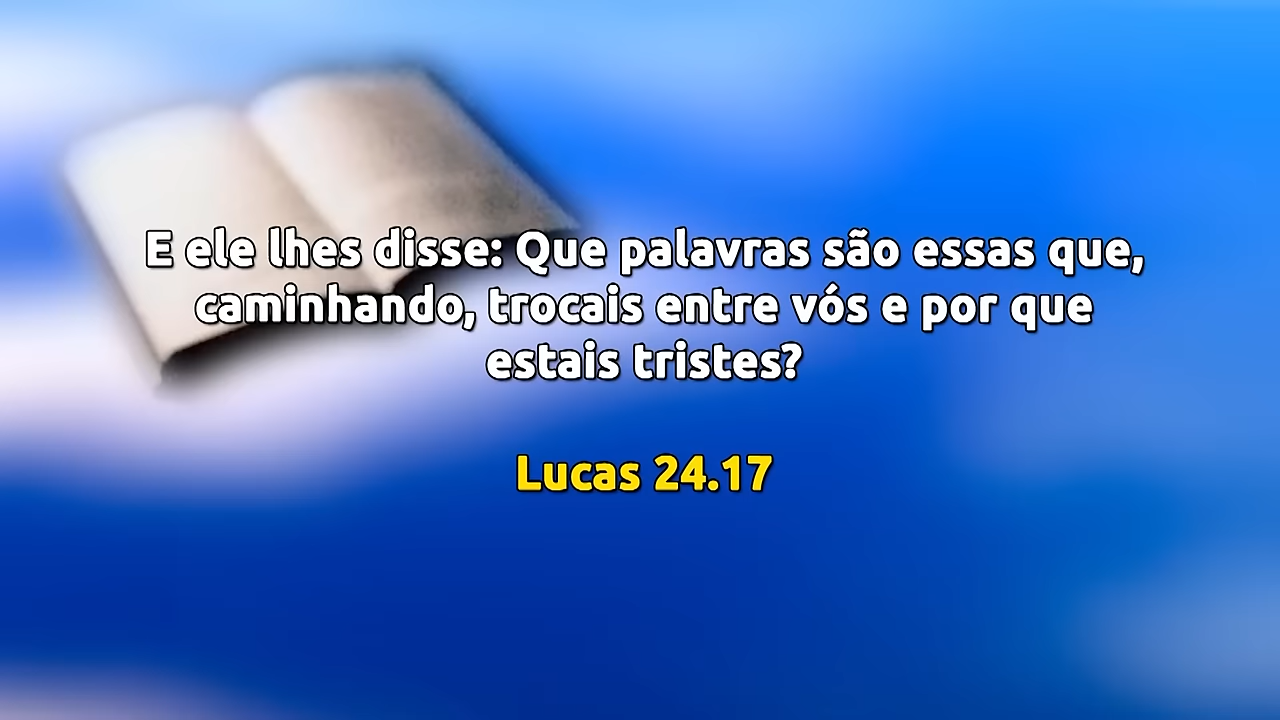 E ele lhes disse: Que palavras são essas que,
caminhando, trocais entre vós e por que
estais tristes?
Lucas 24.17